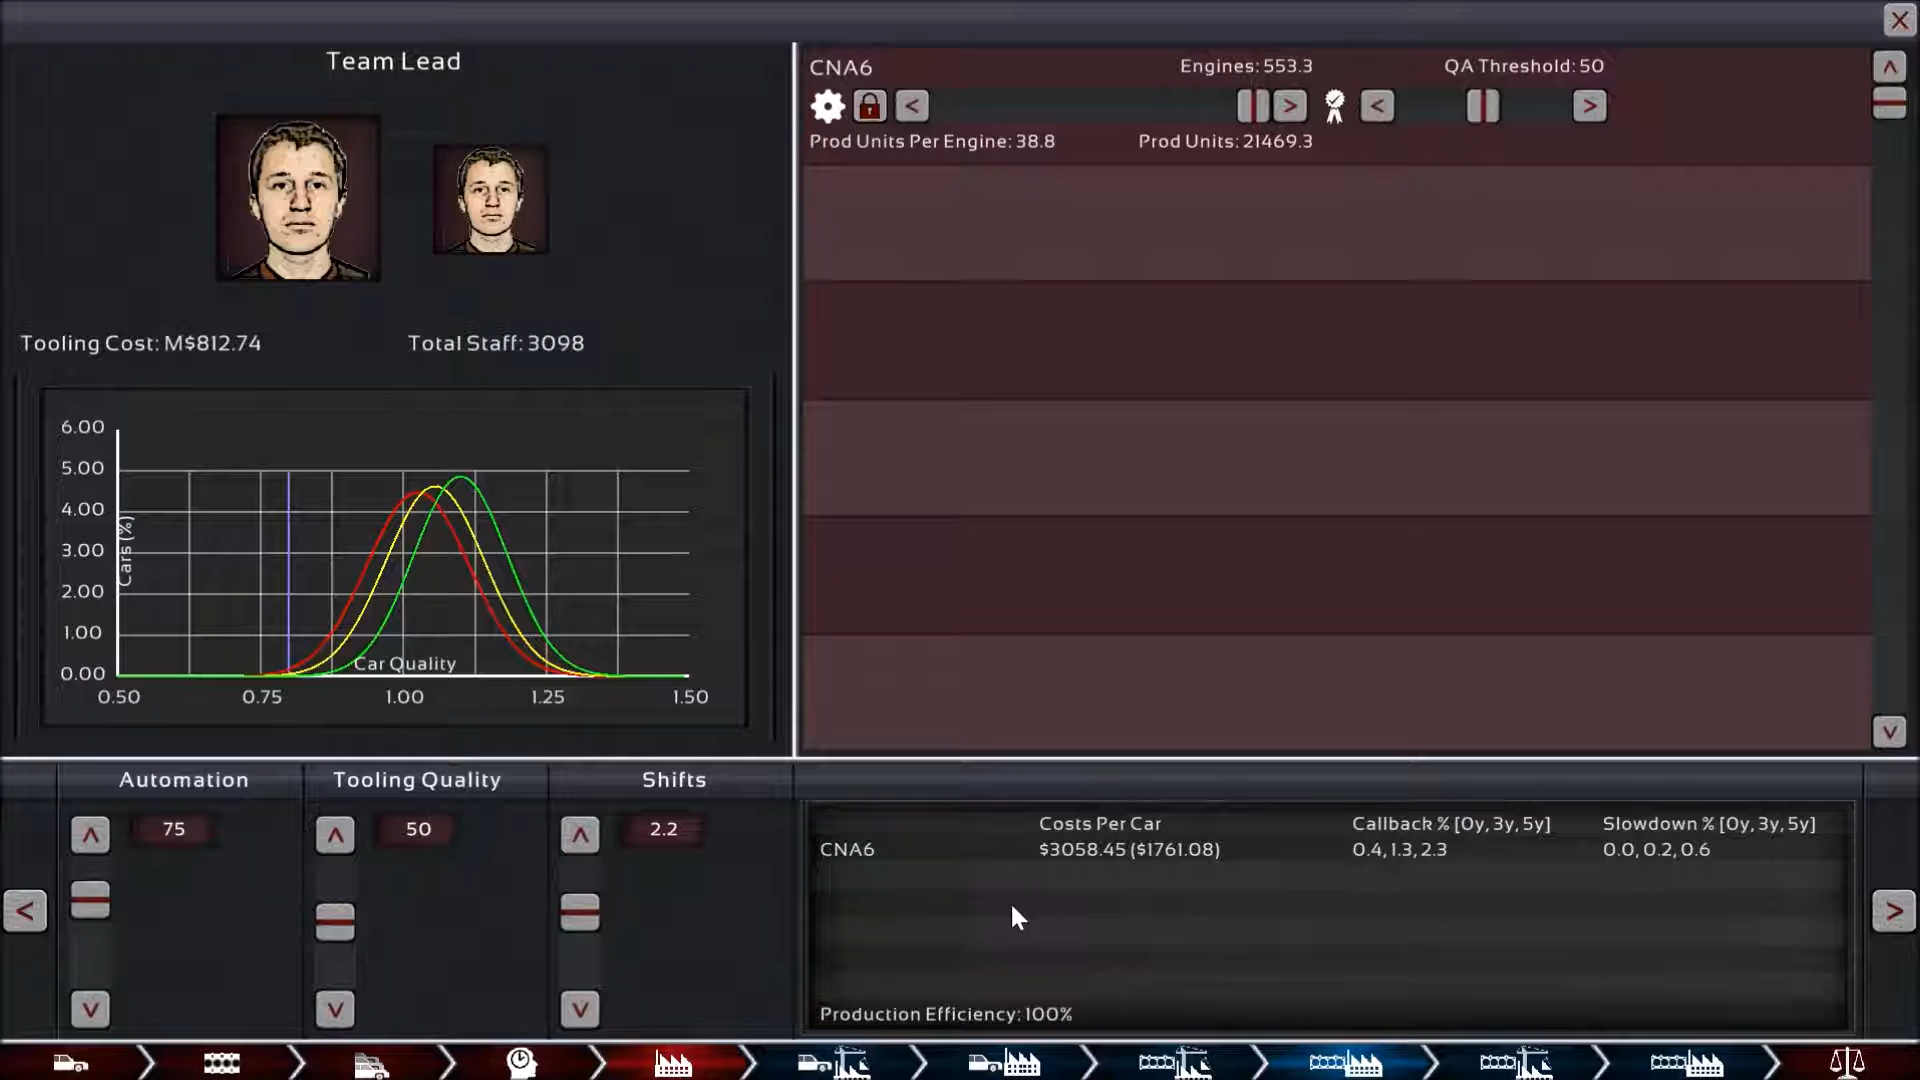 Team Lead
Tooling Cost: M$812.74
Total Staff: 3098
6.00
5.00
4.00
3.00
2.00
1.00
0.00
Cars (%)
Car Quality
0.50
0.75
1.00
1.25
1.50
CNA6
Engines: 553.3
QA Threshold: 50
Prod Units Per Engine: 38.8
Prod Units: 21469.3
Automation
Tooling Quality
Shifts
75
50
2.2
Costs Per Car
Callback % [0y, 3y, 5y]
Slowdown % [0y, 3y, 5y]
CNA6
$3058.45 ($1761.08)
0.4, 1.3, 2.3
0.0, 0.2, 0.6
Production Efficiency: 100%